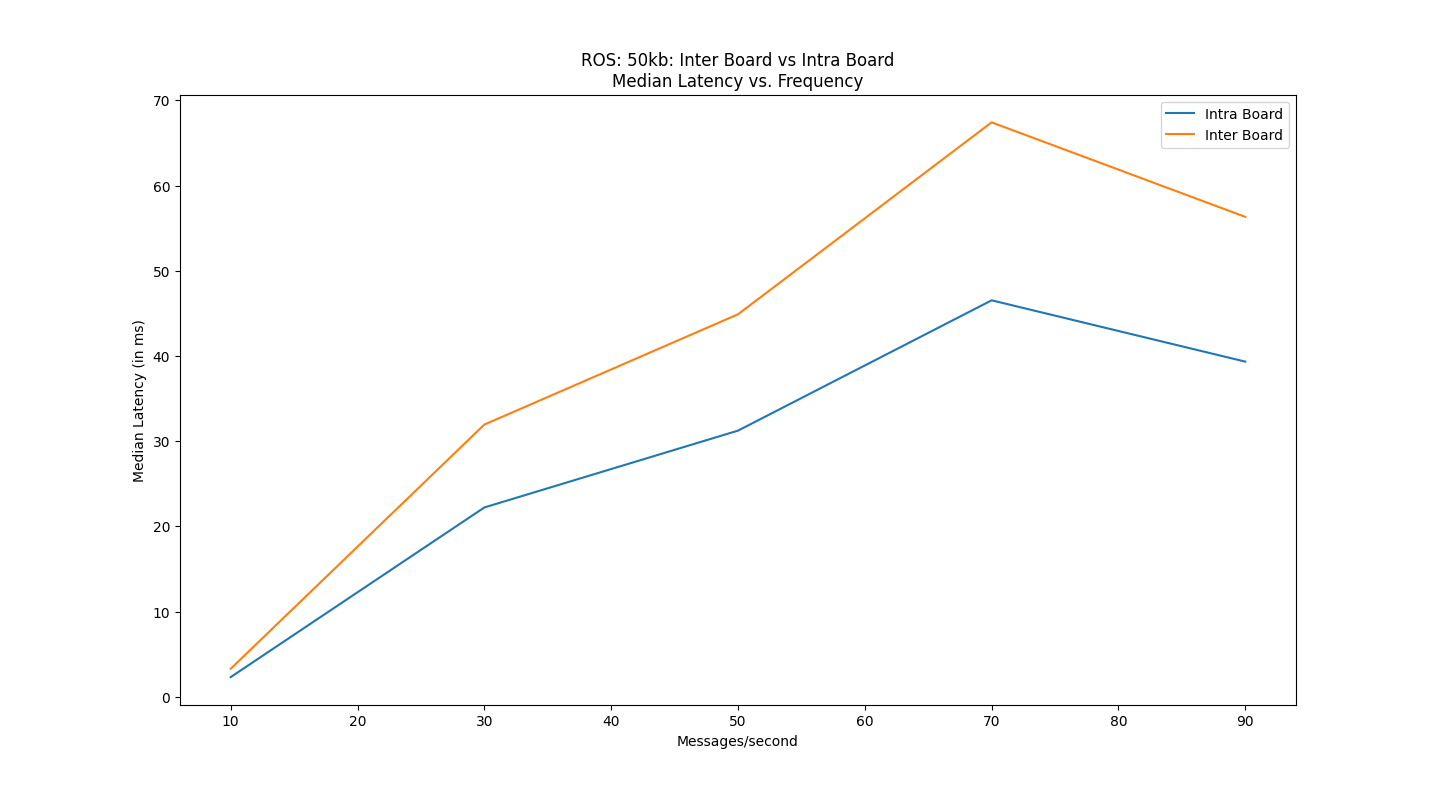 ROS: 50kb: Inter Board vs Intra Board
Median Latency vs. Frequency
Intra Board
Inter Board
Median Latency (in ms)
70
60
50
40
30
20
10
0
10 20 30 40 50 60 70 80 90
Messages/second